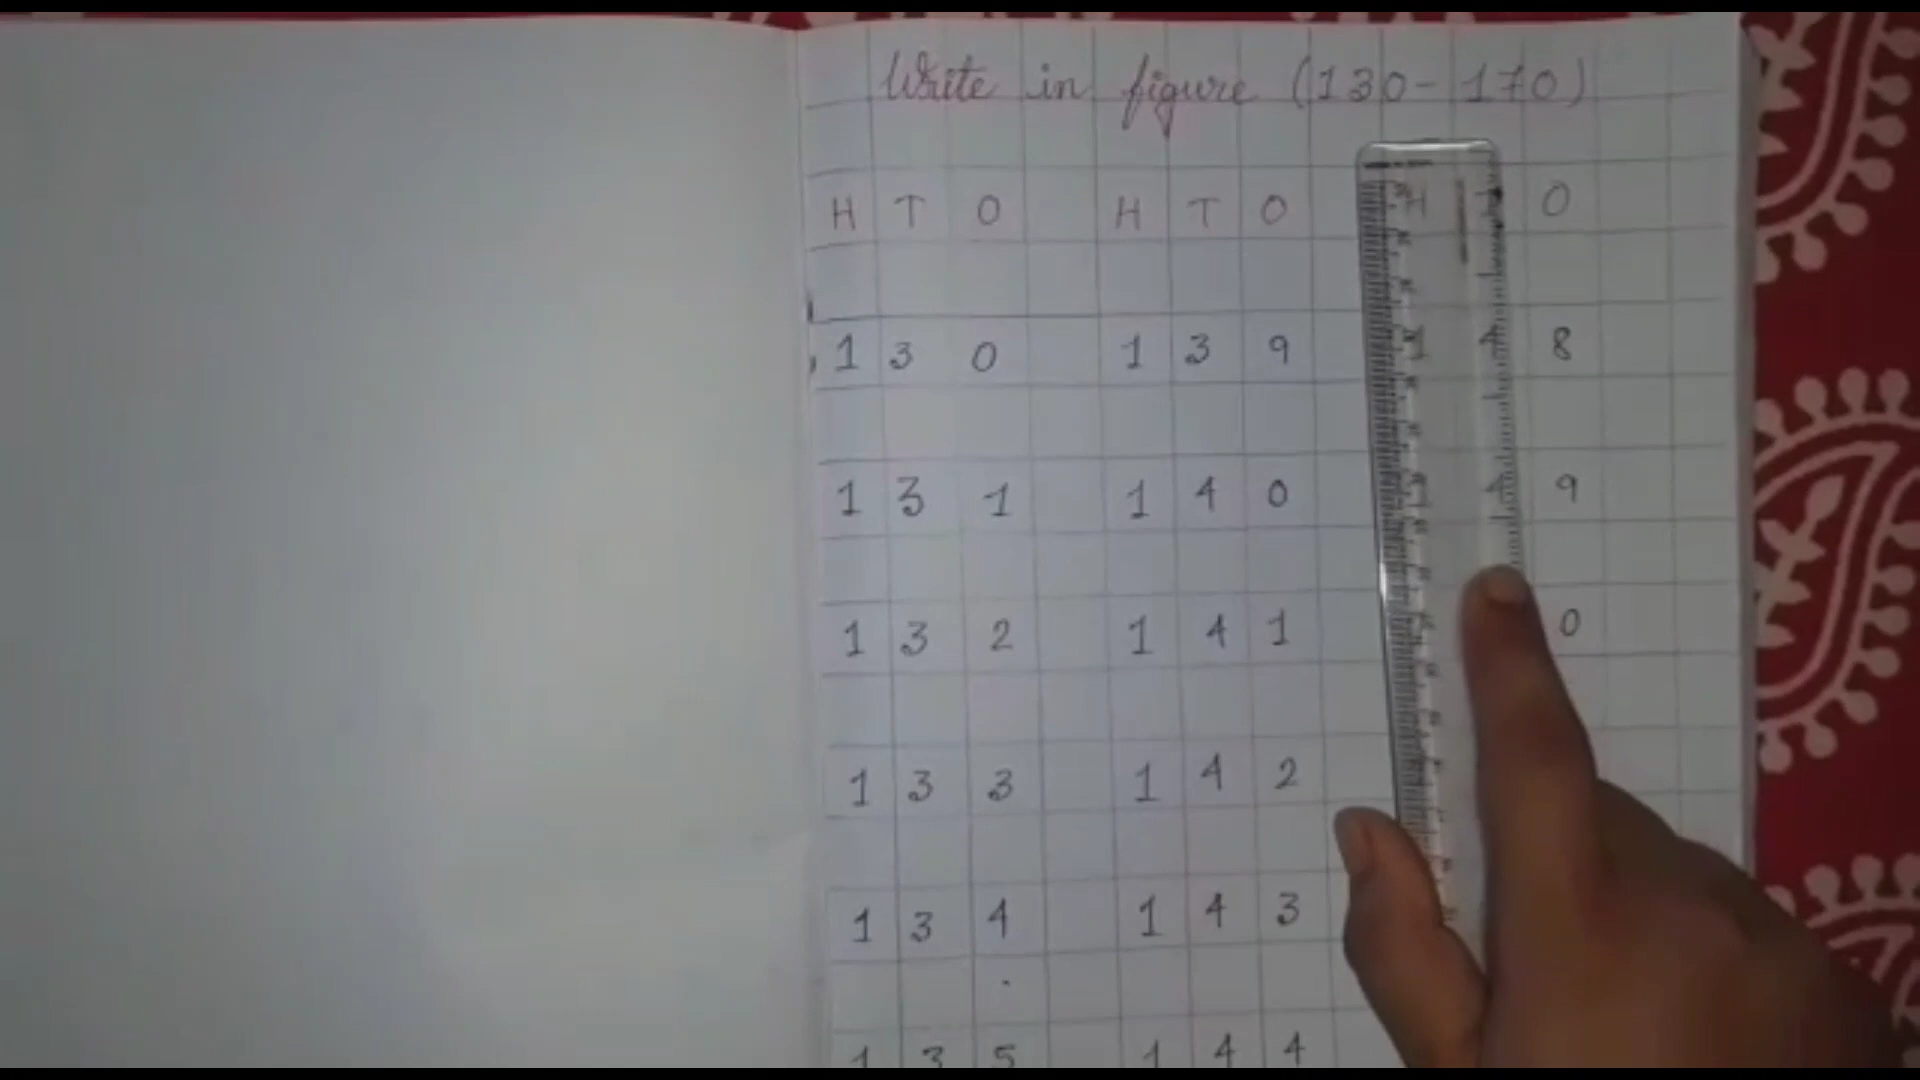 Write in figure (130-170)
H T O H T O H T O
1 3 0 1 3 9 1 4 8
1 3 1 1 4 0 1 4 9
1 3 2 1 4 1 0
1 3 3 1 4 2
1 3 4 1 4 3
1 3 5 1 4 4